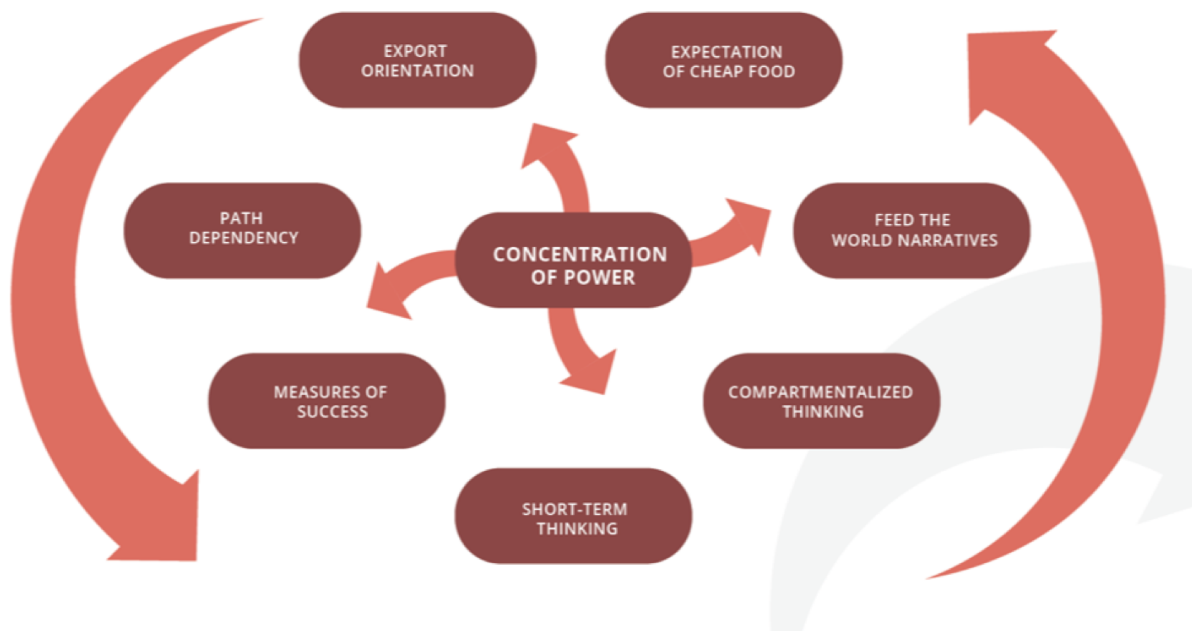 EXPORT
ORIENTATION
EXPECTATION
OF CHEAP FOOD
PATH
DEPENDENCY
CONCENTRATION
OF POWER
FEED THE
WORLD NARRATIVES
MEASURES OF
SUCCESS
COMPARTMENTALIZED
THINKING
SHORT-TERM
THINKING